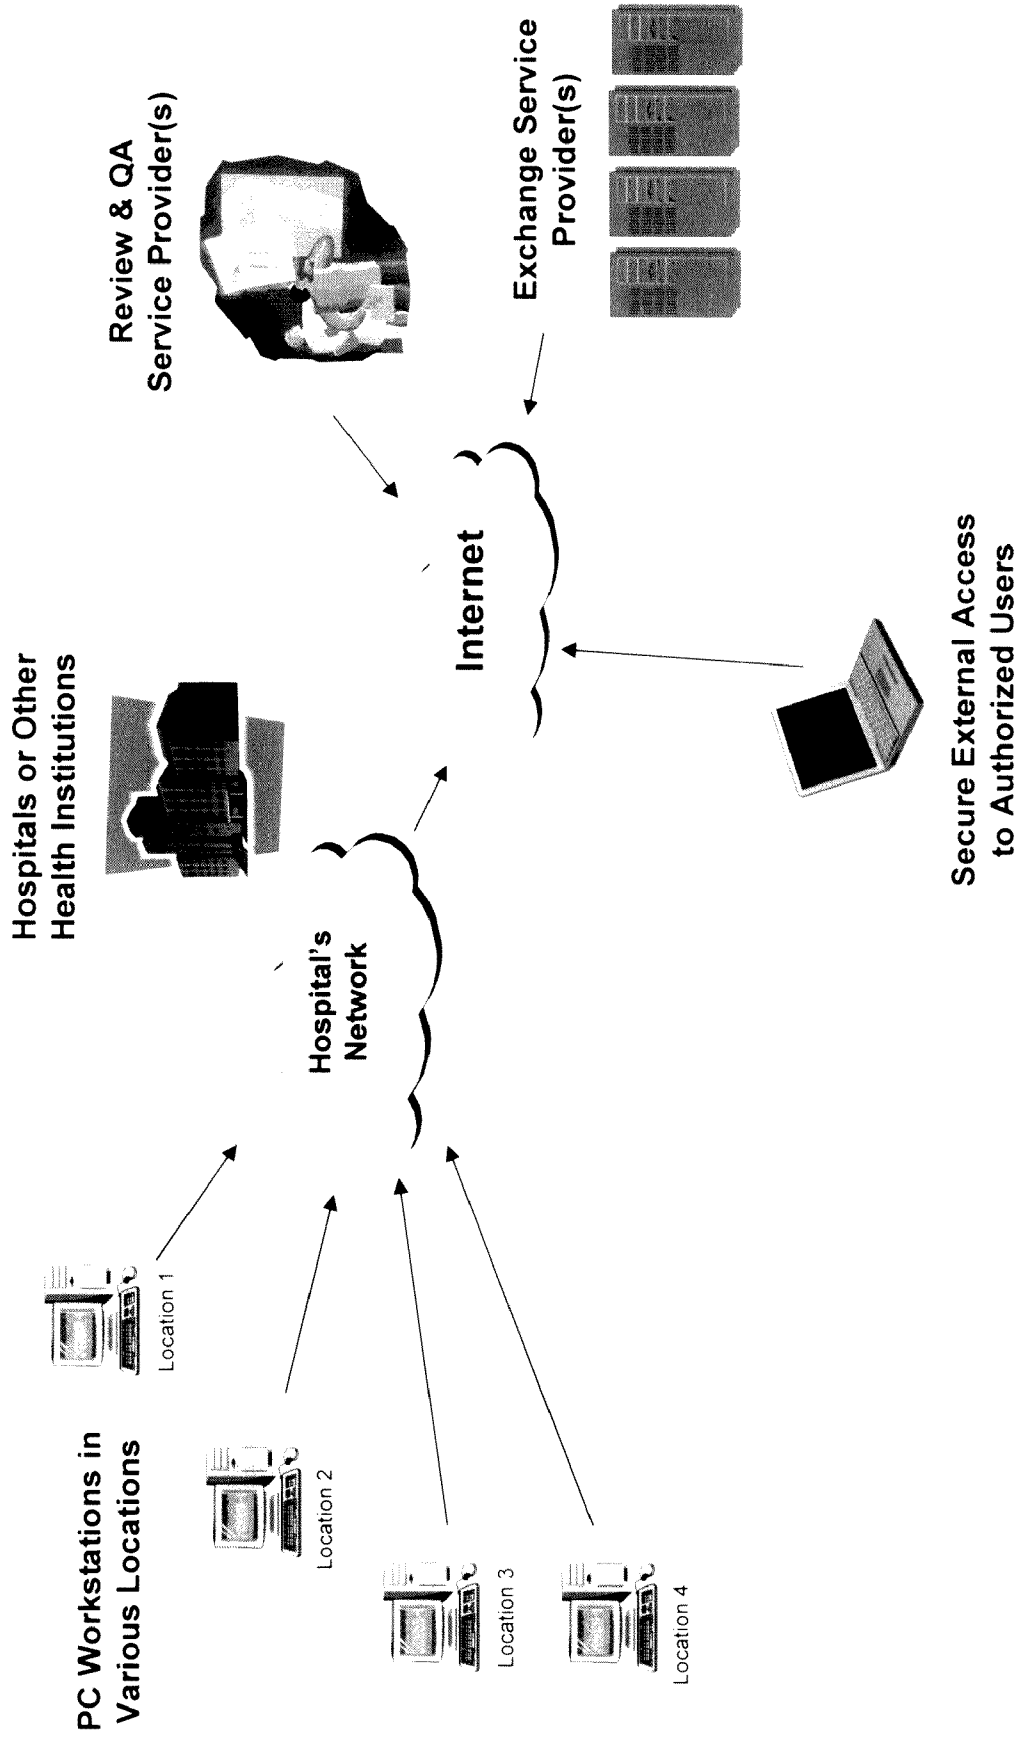 PC Workstations in
Various Locations
Location 1
Location 2
Location 3
Location 4
Hospitals or Other
Health Institutions
Hospital's
Network
Review & QA
Service Provider(s)
Internet
Exchange Service
Provider(s)
Secure External Access
to Authorized Users